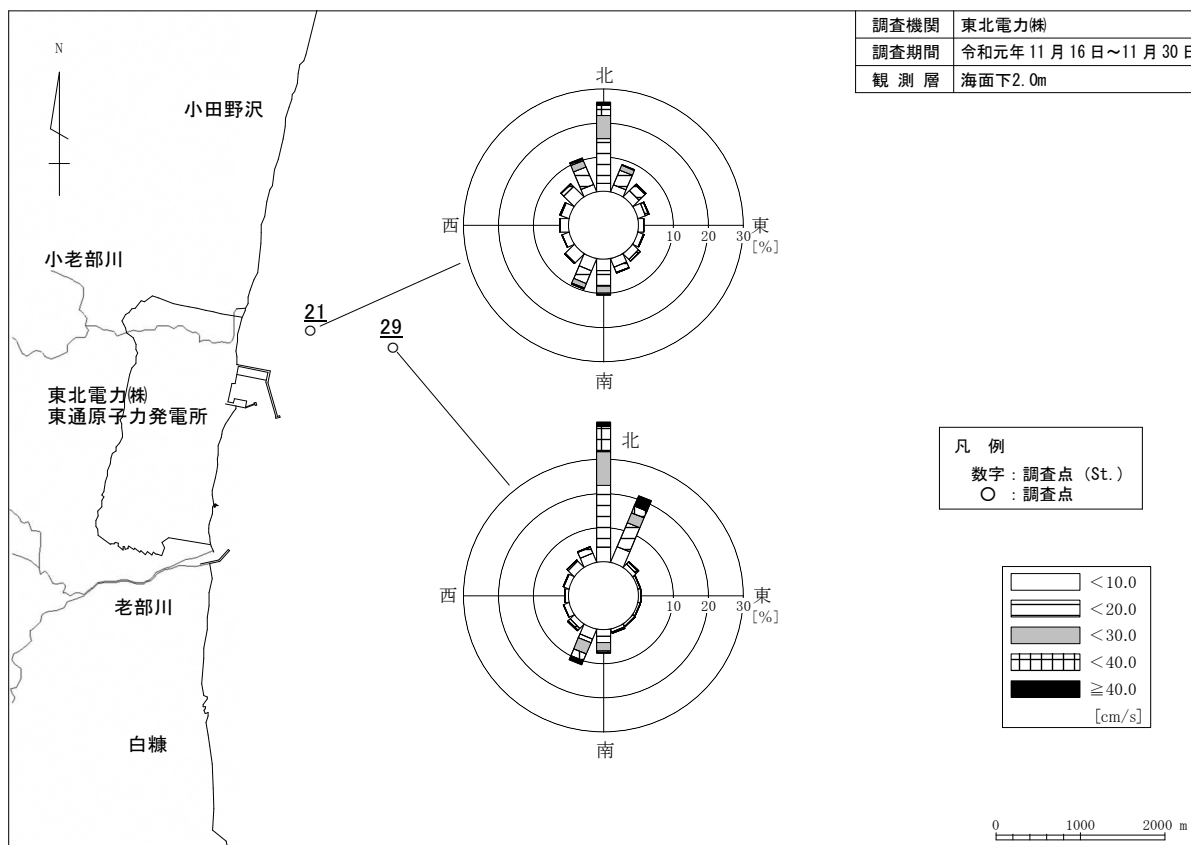 調査機関 東北電力㈱
調査期間 令和元年11月16日～11月30日
観測層 海面下2.0m
N
小田野沢
小老部川
東北電力㈱
東通原子力発電所
老部川
白糠
21
29
北
西
東
南
10 20 30
[%]
北
西
東
南
10 20 30
[%]
凡 例
数字：調査点 (St.)
○ ：調査点
＜10.0
＜20.0
＜30.0
＜40.0
≧40.0
[cm/s]
0 1000 2000 m